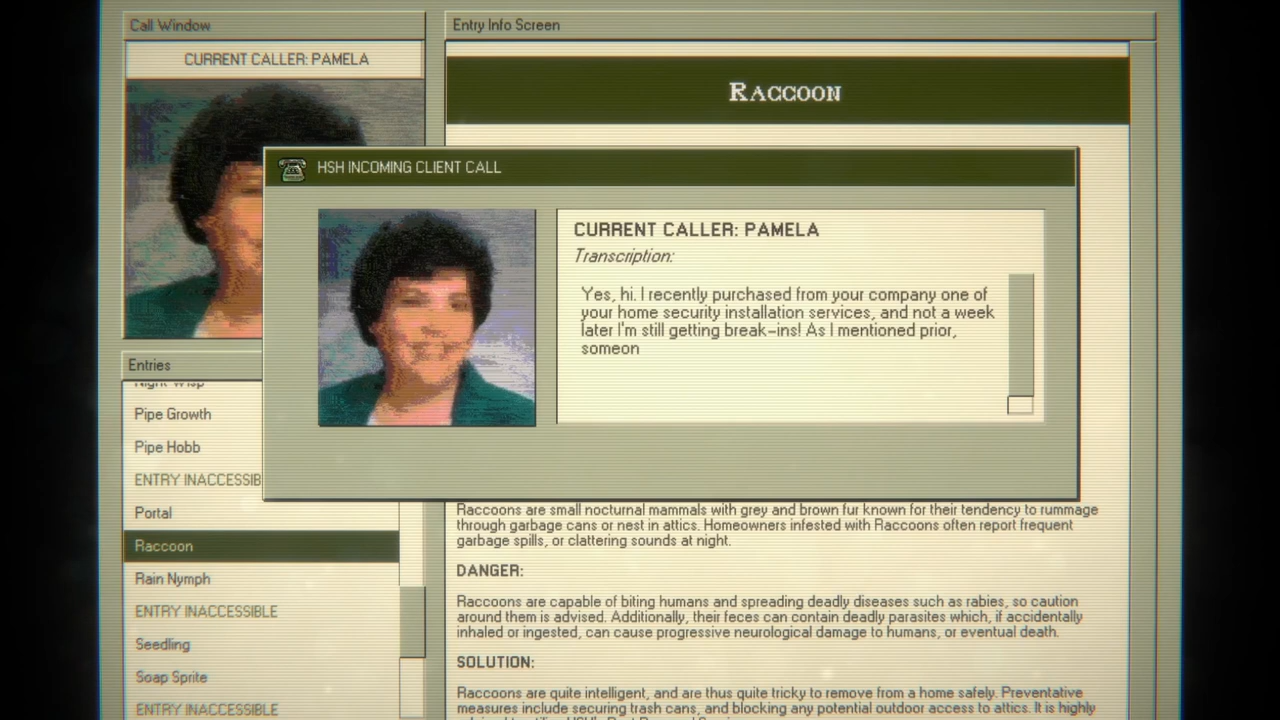 Call Window
CURRENT CALLER: PAMELA
Entry Info Screen
RACCOON
HSH INCOMING CLIENT CALL
CURRENT CALLER: PAMELA
Transcription:
Yes, hi. I recently purchased from your company one of
your home security installation services, and not a week
later I'm still getting break-ins! As I mentioned prior,
someon
Entries
Night Wisp
Pipe Growth
Pipe Hobb
ENTRY INACCESSIB
Portal
Raccoon
Rain Nymph
ENTRY INACCESSIBLE
Seedling
Soap Sprite
ENTRY INACCESSIBLE
Raccoons are small nocturnal mammals with grey and brown fur known for their tendency to rummage
through garbage cans or nest in attics. Homeowners infested with Raccoons often report frequent
garbage spills, or clattering sounds at night.
DANGER:
Raccoons are capable of biting humans and spreading deadly diseases such as rabies, so caution
around them is advised. Additionally, their feces can contain deadly parasites which, if accidentally
inhaled or ingested, can cause progressive neurological damage to humans, or eventual death.
SOLUTION:
Raccoons are quite intelligent, and are thus quite tricky to remove from a home safely. Preventative
measures include securing trash cans, and blocking any potential outdoor access to attics. It is highly